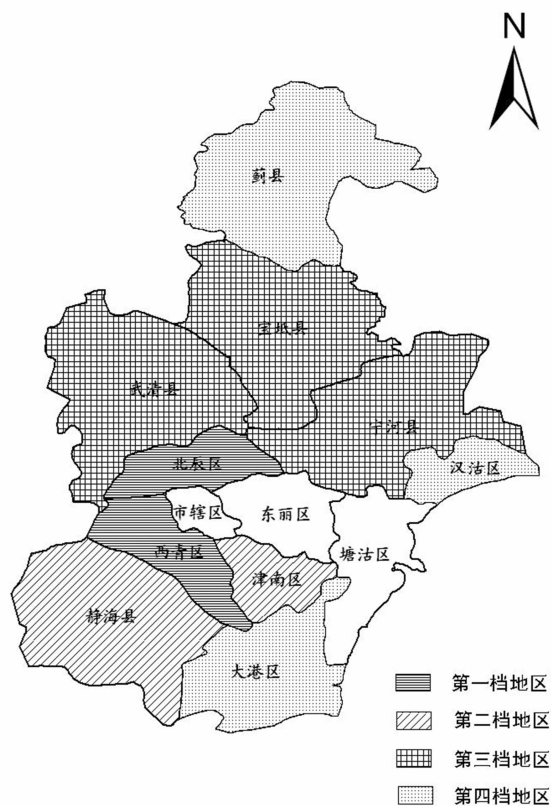 N
蓟县
宝坻县
武清县
宁河县
北辰区
汉沽区
市辖区
东丽区
西青区
塘沽区
津南区
静海县
大港区
第一档地区
第二档地区
第三档地区
第四档地区